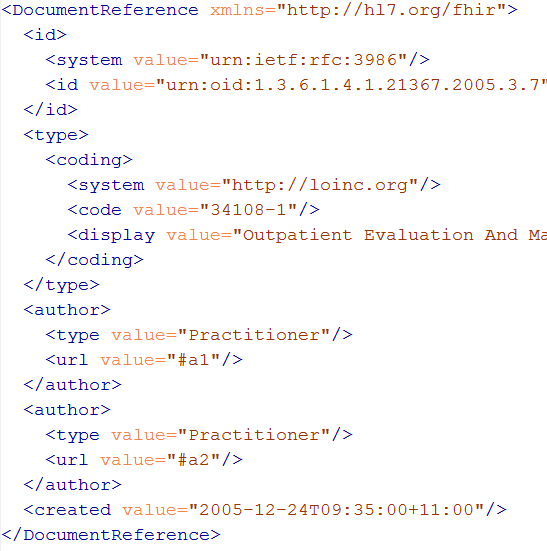 <DocumentReference xmlns="http://hl7.org/fhir">
  <id>
    <system value="urn:ietf:rfc:3986"/>
    <id value="urn:oid:1.3.6.1.4.1.21367.2005.3.7"
  </id>
  <type>
    <coding>
      <system value="http://loinc.org"/>
      <code value="34108-1"/>
      <display value="Outpatient Evaluation And Ma
    </coding>
  </type>
  <author>
    <type value="Practitioner"/>
    <url value="#a1"/>
  </author>
  <author>
    <type value="Practitioner"/>
    <url value="#a2"/>
  </author>
  <created value="2005-12-24T09:35:00+11:00"/>
</DocumentReference>